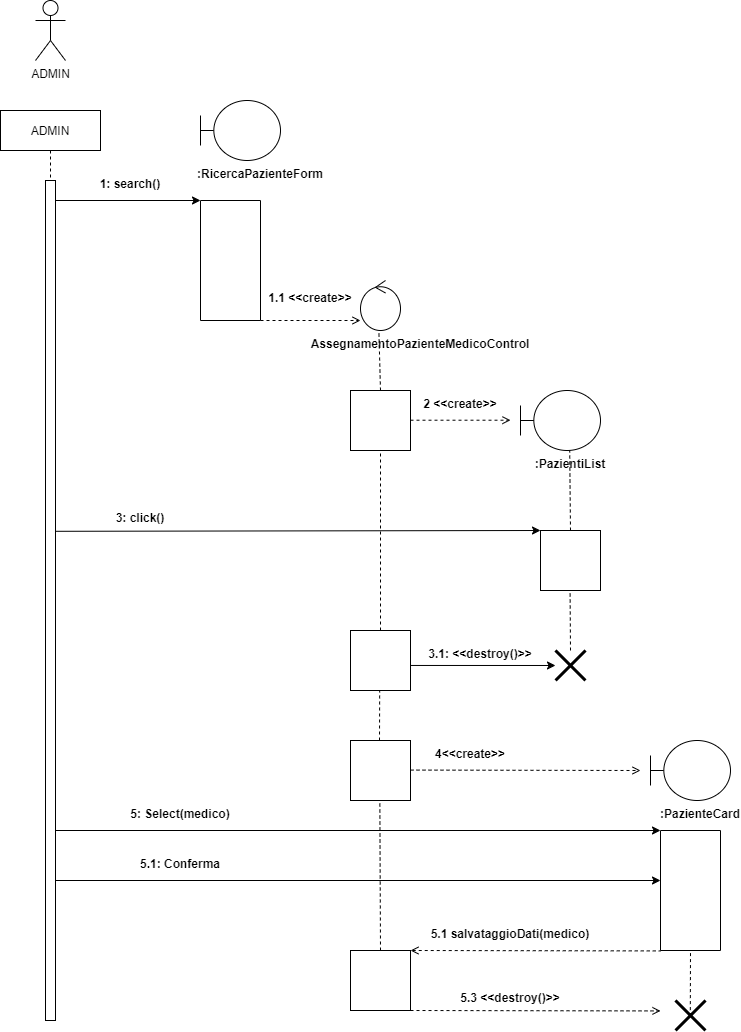 ADMIN
ADMIN
:RicercaPazienteForm
1: search()
1.1 <<create>>
AssegnamentoPazienteMedicoControl
2 <<create>>
:PazientiList
3: click()
3.1: <<destroy()>>
4<<create>>
:PazienteCard
5: Select(medico)
5.1: Conferma
5.1 salvataggioDati(medico)
5.3 <<destroy()>>